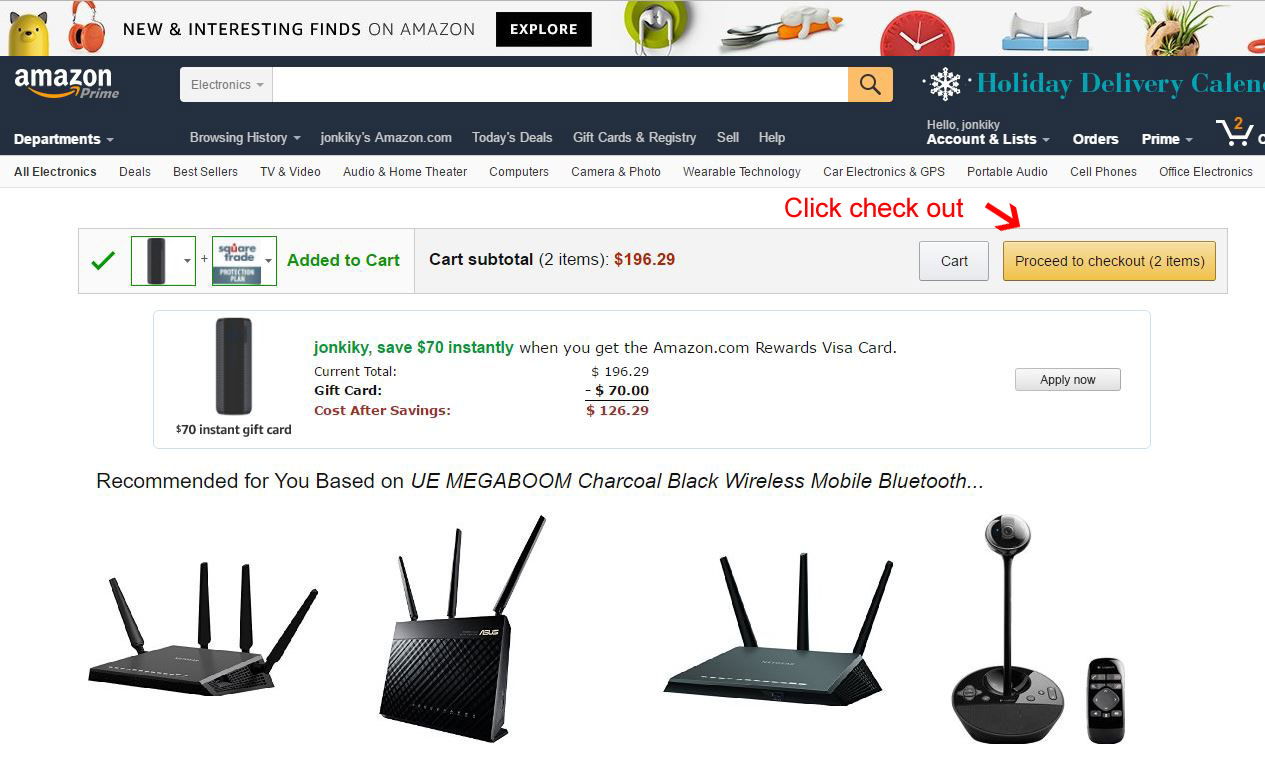 NEW & INTERESTING FINDS ON AMAZON EXPLORE
amazon Prime
Electronics
Holiday Delivery Calen
Departments
Browsing History jonkiky's Amazon.com Today's Deals Gift Cards & Registry Sell Help
Hello, jonkiky
Account & Lists Orders Prime 2 C
All Electronics Deals Best Sellers TV & Video Audio & Home Theater Computers Camera & Photo Wearable Technology Car Electronics & GPS Portable Audio Cell Phones Office Electronics
Click check out
+ square trade PROTECTION PLAN Added to Cart Cart subtotal (2 items): $196.29 Cart Proceed to checkout (2 items)
jonkiky, save $70 instantly when you get the Amazon.com Rewards Visa Card.
Current Total: $ 196.29
Gift Card: - $ 70.00
Cost After Savings: $ 126.29
Apply now
$70 instant gift card
Recommended for You Based on UE MEGABOOM Charcoal Black Wireless Mobile Bluetooth...
NETGEAR
ASUS
NETGEAR